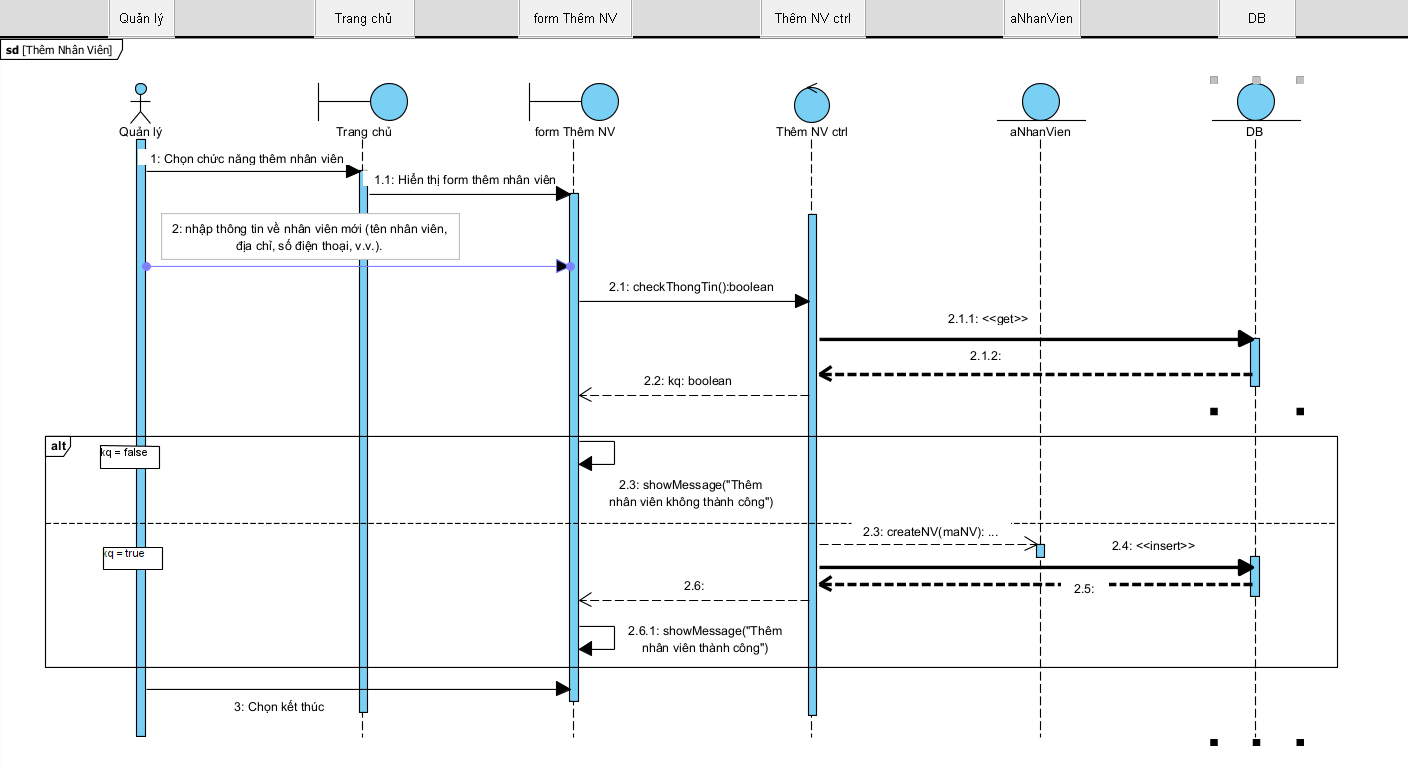 Quản lý
Trang chủ
form Thêm NV
Thêm NV ctrl
aNhanVien
DB
sd [Thêm Nhân Viên]
Quản lý
Trang chủ
form Thêm NV
Thêm NV ctrl
aNhanVien
DB
1: Chọn chức năng thêm nhân viên
1.1: Hiển thị form thêm nhân viên
2: nhập thông tin về nhân viên mới (tên nhân viên,
địa chỉ, số điện thoại, v.v.).
2.1: checkThongTin():boolean
2.1.1: <<get>>
2.1.2:
2.2: kq: boolean
alt
kq = false
2.3: showMessage("Thêm
nhân viên không thành công")
2.3: createNV(maNV): ...
2.4: <<insert>>
kq = true
2.5:
2.6:
2.6.1: showMessage("Thêm
nhân viên thành công")
3: Chọn kết thúc